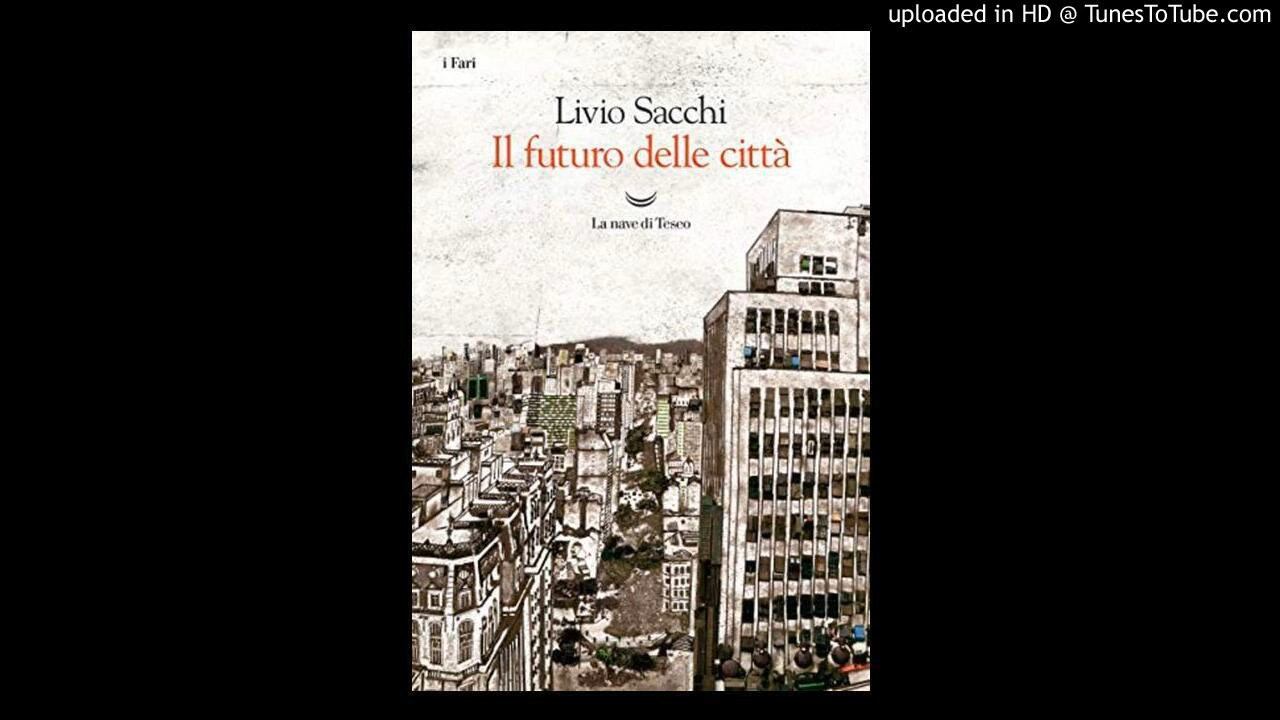 uploaded in HD @ TunesToTube.com
i Fari
Livio Sacchi
Il futuro delle città
La nave di Teseo